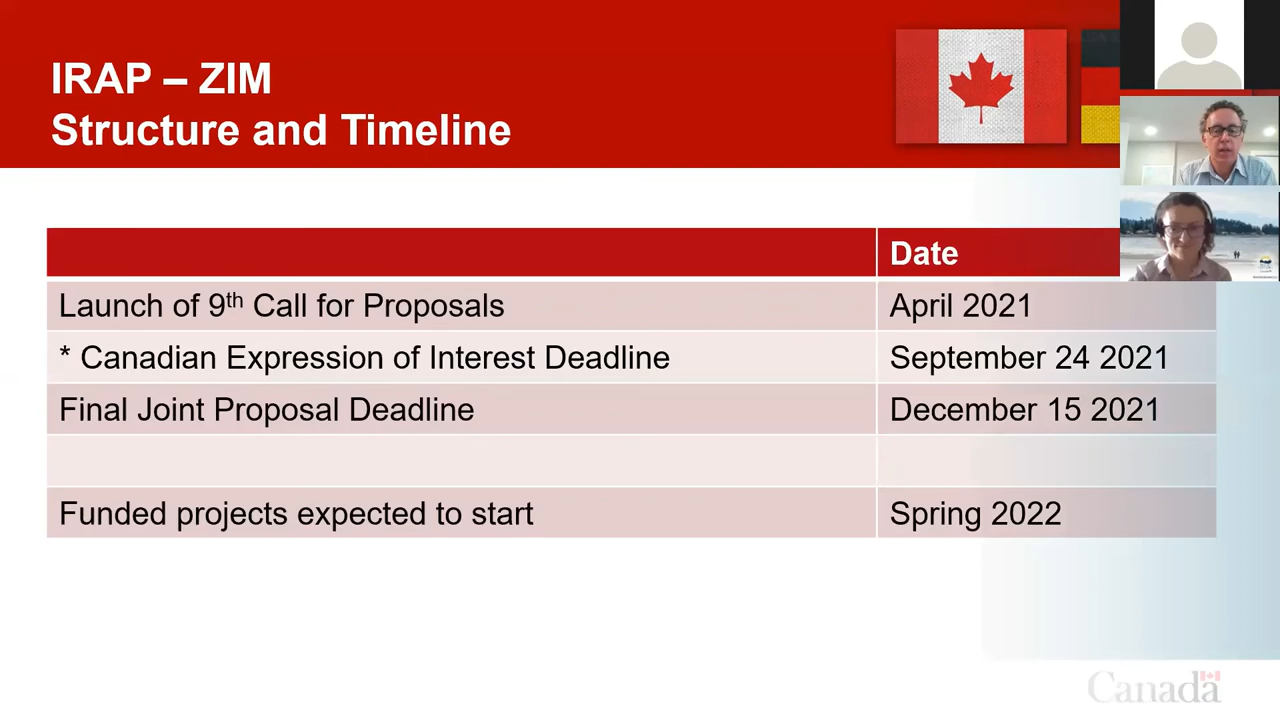 IRAP – ZIM
Structure and Timeline
Date
Launch of 9th Call for Proposals April 2021
* Canadian Expression of Interest Deadline September 24 2021
Final Joint Proposal Deadline December 15 2021
Funded projects expected to start Spring 2022
Canada